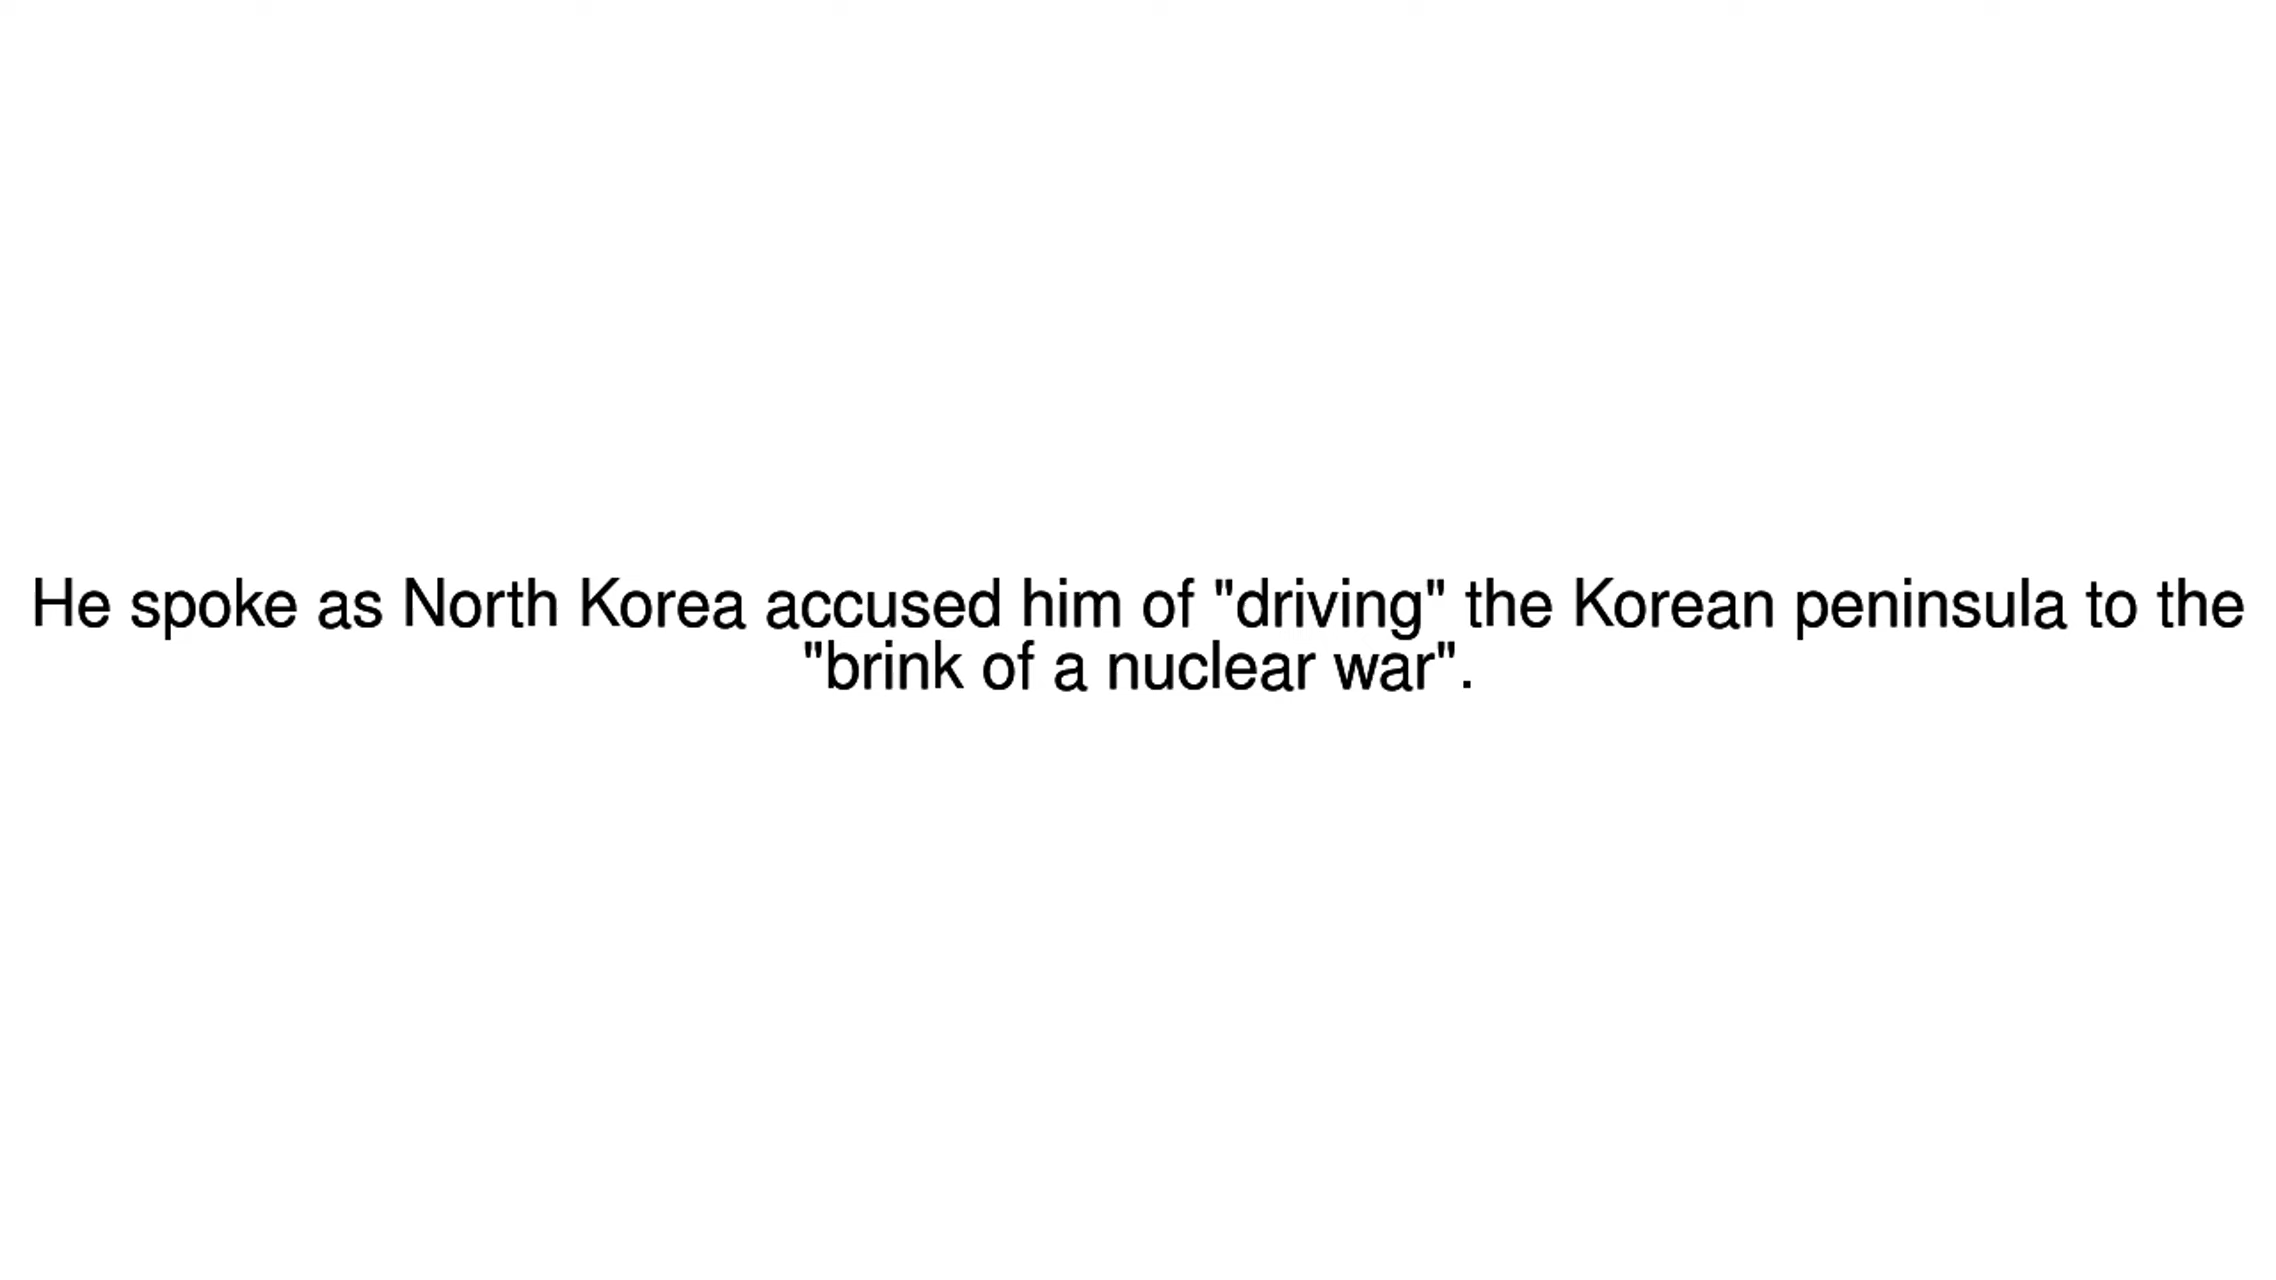 He spoke as North Korea accused him of "driving" the Korean peninsula to the
"brink of a nuclear war".